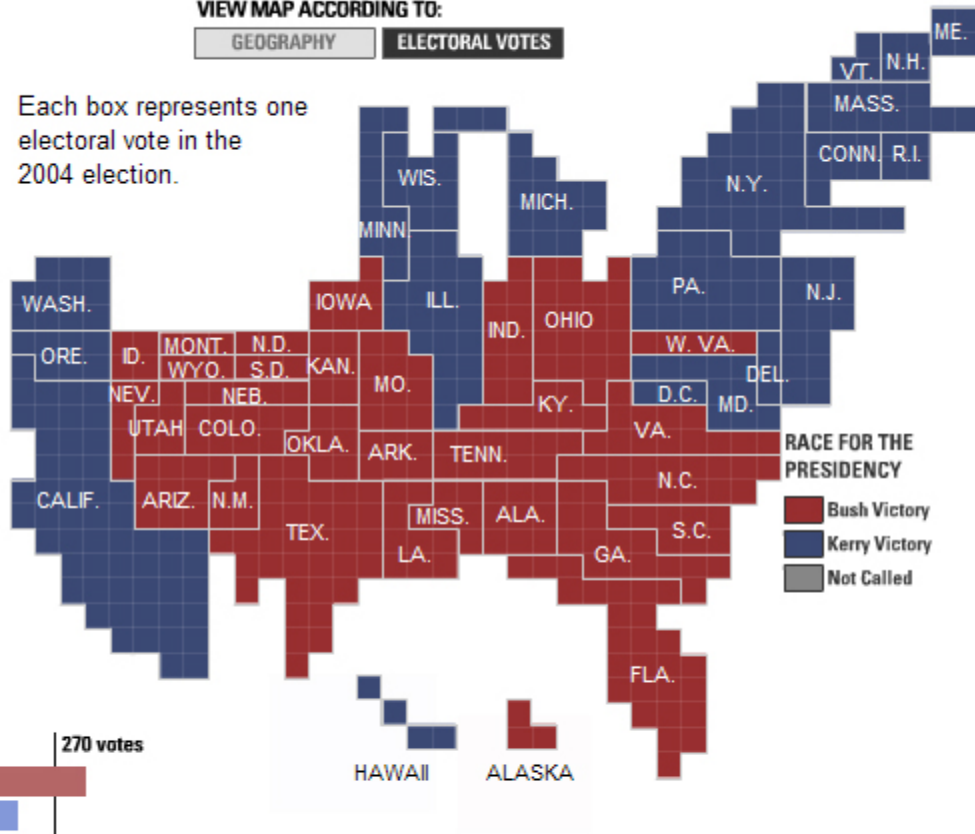 VIEW MAP ACCORDING TO:
GEOGRAPHY
ELECTORAL VOTES
Each box represents one
electoral vote in the
2004 election.
ME.
VT.
N.H.
MASS.
CONN.
R.I.
N.Y.
WIS.
MICH.
MINN.
WASH.
IOWA
ILL.
PA.
N.J.
IND.
OHIO
ORE.
ID.
MONT.
N.D.
W. VA.
WYO.
S.D.
KAN.
MO.
DEL.
NEV.
NEB.
KY.
D.C.
MD.
UTAH
COLO.
OKLA.
ARK.
TENN.
VA.
RACE FOR THE
PRESIDENCY
N.C.
CALIF.
ARIZ.
N.M.
TEX.
MISS.
ALA.
S.C.
LA.
GA.
Bush Victory
Kerry Victory
Not Called
FLA.
270 votes
HAWAII
ALASKA